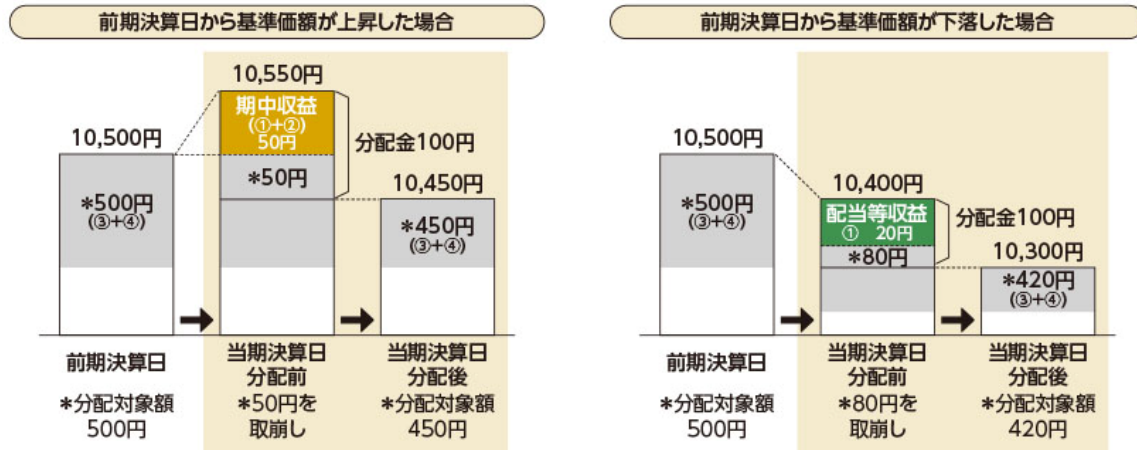 前期決算日から基準価額が上昇した場合
10,550円
期中収益
(①+②)
50円
分配金100円
10,500円
*50円
10,450円
*500円
(③+④)
*450円
(③+④)
前期決算日
当期決算日
分配前
当期決算日
分配後
*分配対象額
500円
*50円を
取崩し
*分配対象額
450円
前期決算日から基準価額が下落した場合
10,500円
10,400円
*500円
(③+④)
配当等収益
① 20円
分配金100円
*80円
10,300円
*420円
(③+④)
前期決算日
当期決算日
分配前
当期決算日
分配後
*分配対象額
500円
*80円を
取崩し
*分配対象額
420円